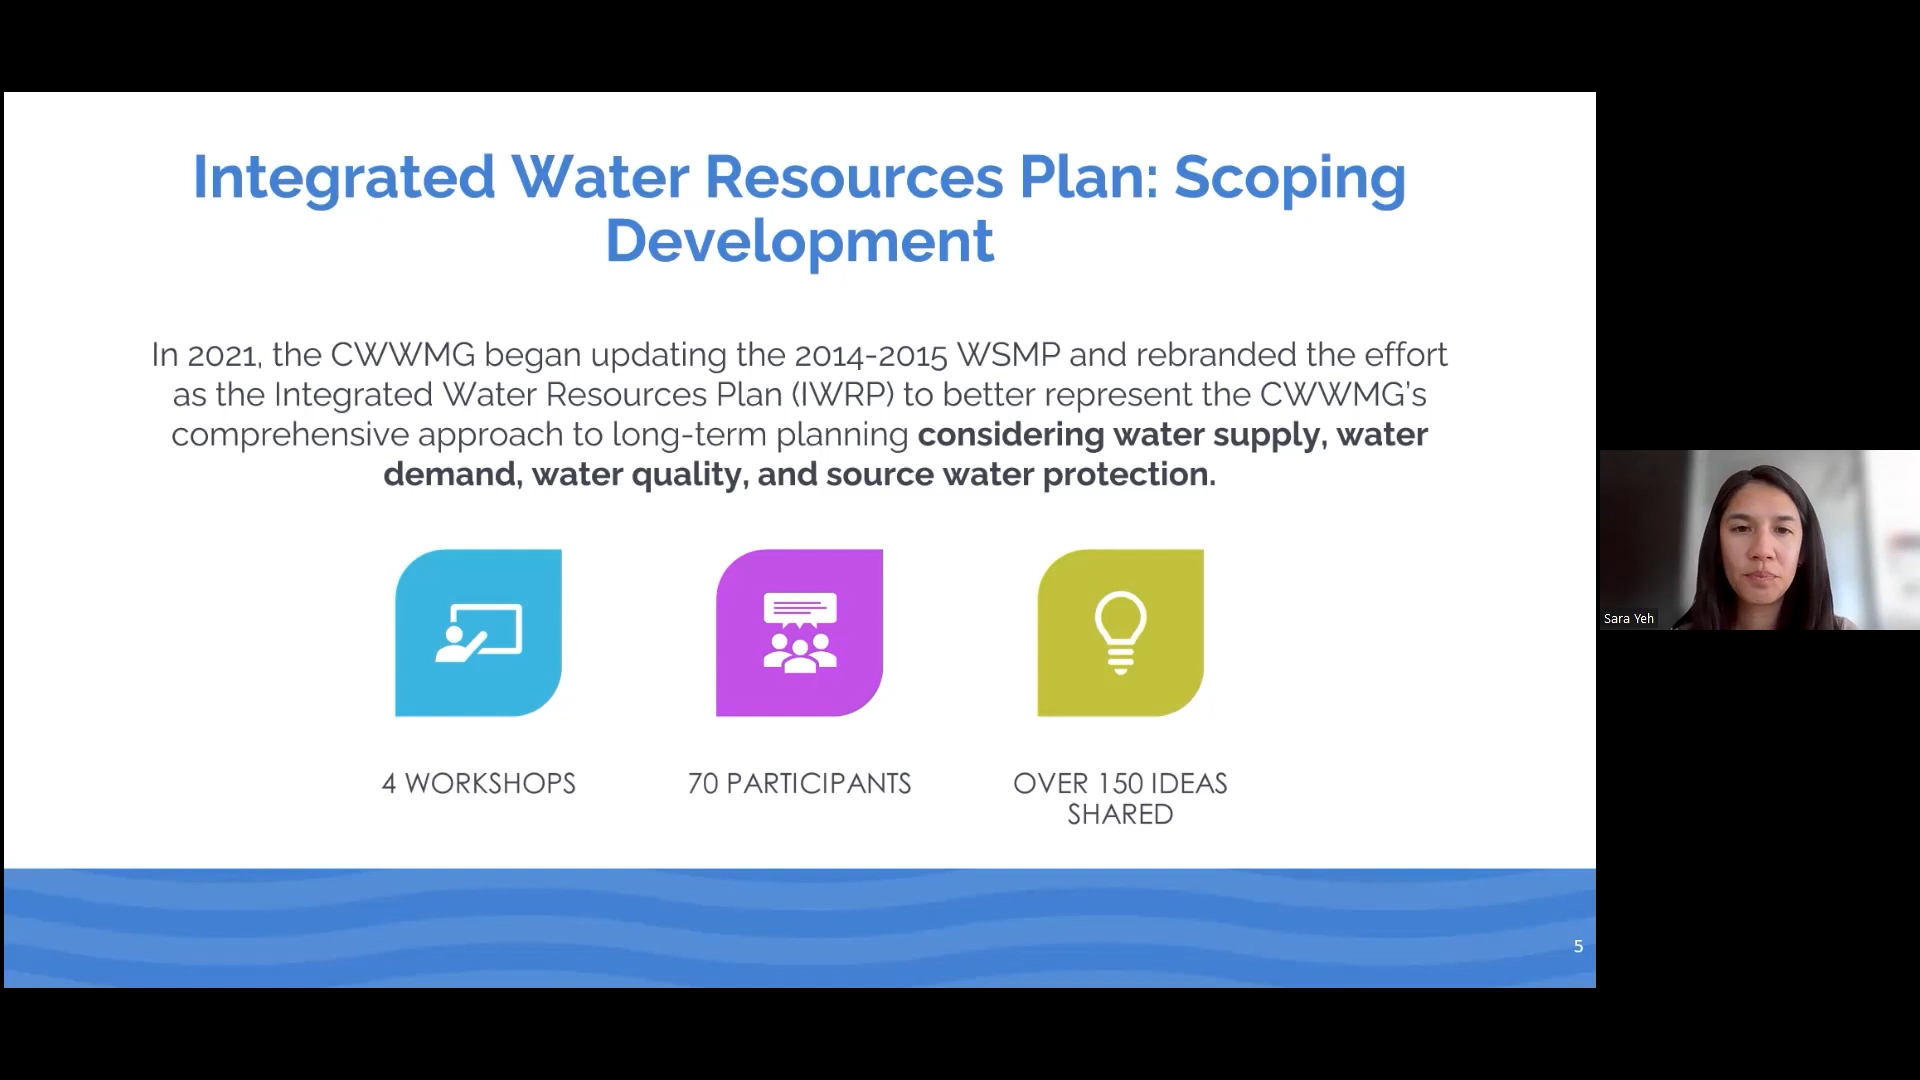 Integrated Water Resources Plan: Scoping
Development
In 2021, the CWWMG began updating the 2014-2015 WSMP and rebranded the effort
as the Integrated Water Resources Plan (IWRP) to better represent the CWWMG’s
comprehensive approach to long-term planning considering water supply, water
demand, water quality, and source water protection.
4 WORKSHOPS
70 PARTICIPANTS
OVER 150 IDEAS
SHARED
5
Sara Yeh